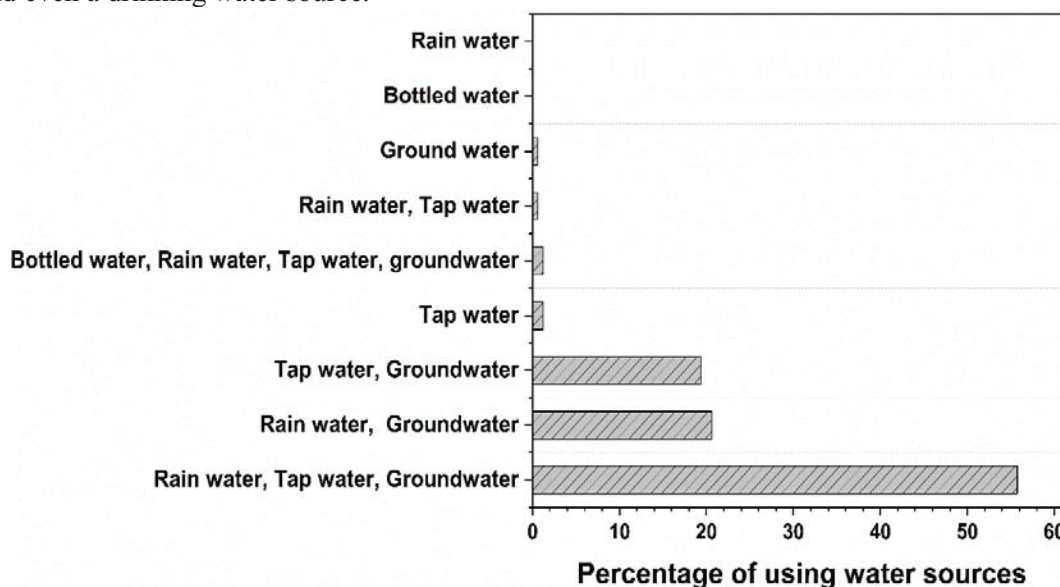 even a drinking water source.
Rain water
Bottled water
Ground water
Rain water, Tap water
Bottled water, Rain water, Tap water, groundwater
Tap water
Tap water, Groundwater
Rain water, Groundwater
Rain water, Tap water, Groundwater
0 10 20 30 40 50 60
Percentage of using water sources